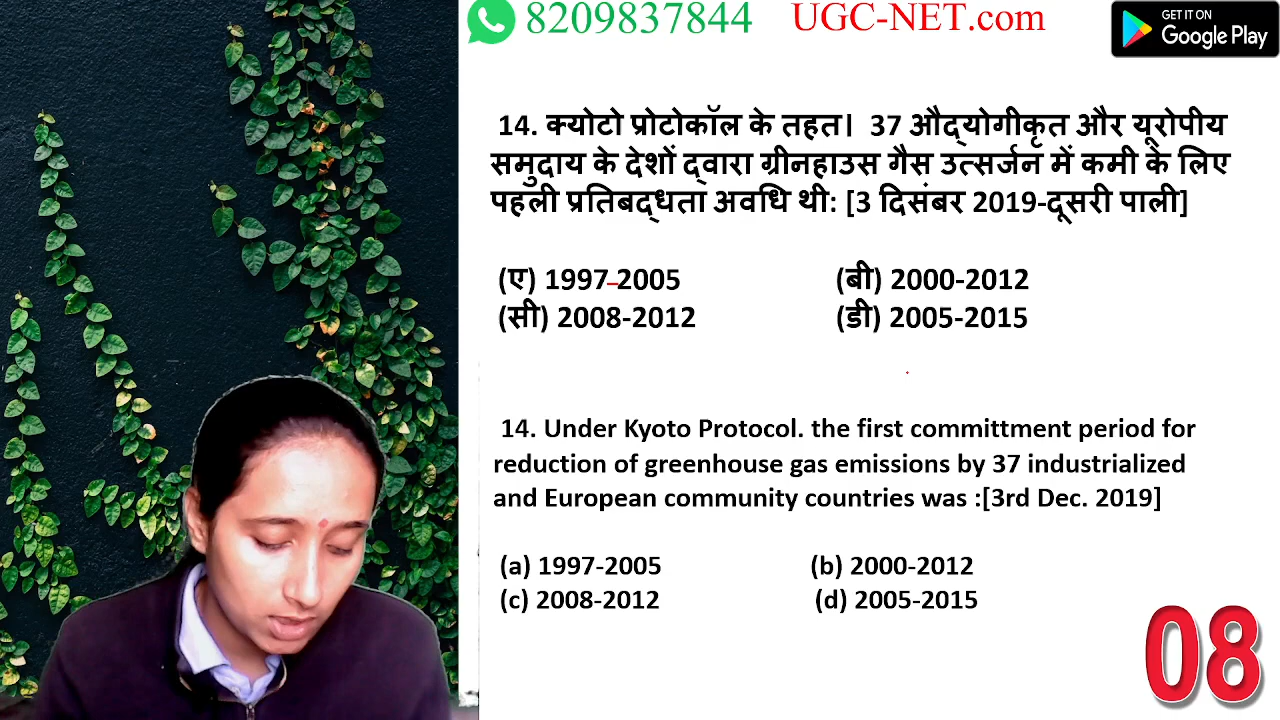 8209837844 UGC-NET.com GET IT ON
Google Play
14. क्योटो प्रोटोकॉल के तहत। 37 औद्योगीकृत और यूरोपीय
समुदाय के देशों द्वारा ग्रीनहाउस गैस उत्सर्जन में कमी के लिए
पहली प्रतिबद्धता अवधि थी: [3 दिसंबर 2019-दूसरी पाली]
(ए) 1997-2005 (बी) 2000-2012
(सी) 2008-2012 (डी) 2005-2015
14. Under Kyoto Protocol. the first committment period for
reduction of greenhouse gas emissions by 37 industrialized
and European community countries was :[3rd Dec. 2019]
(a) 1997-2005 (b) 2000-2012
(c) 2008-2012 (d) 2005-2015
08